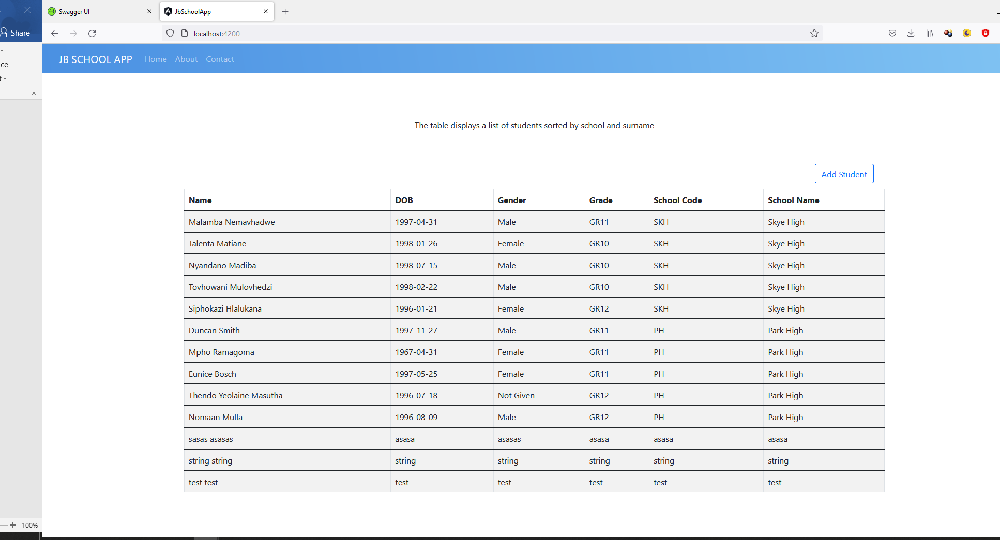 Swagger UI
JbSchoolApp
Share
localhost:4200
ce
t
JB SCHOOL APP Home About Contact
The table displays a list of students sorted by school and surname
Add Student
Name DOB Gender Grade School Code School Name
Malamba Nemavhadwe 1997-04-31 Male GR11 SKH Skye High
Talenta Matiane 1998-01-26 Female GR10 SKH Skye High
Nyandano Madiba 1998-07-15 Male GR10 SKH Skye High
Tovhowani Mulovhedzi 1998-02-22 Male GR10 SKH Skye High
Siphokazi Hlalukana 1996-01-21 Female GR12 SKH Skye High
Duncan Smith 1997-11-27 Male GR11 PH Park High
Mpho Ramagoma 1967-04-31 Female GR11 PH Park High
Eunice Bosch 1997-05-25 Female GR11 PH Park High
Thendo Yeolaine Masutha 1996-07-18 Not Given GR12 PH Park High
Nomaan Mulla 1996-08-09 Male GR12 PH Park High
sasas asasas asasa asasas asasa asasa asasa
string string string string string string string
test test test test test test test
100%